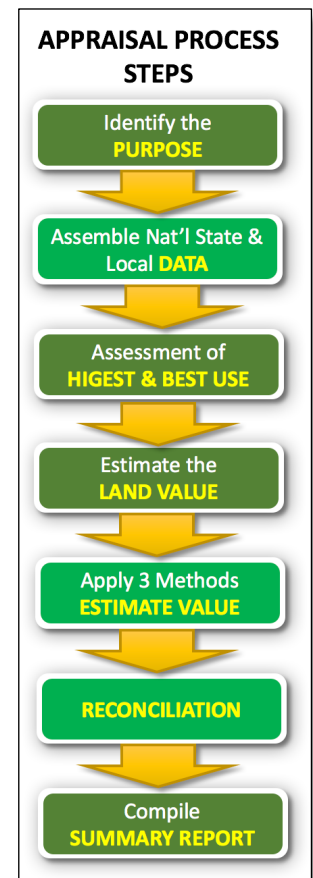 APPRAISAL PROCESS
STEPS
Identify the
PURPOSE
Assemble Nat’l State &
Local DATA
Assessment of
HIGEST & BEST USE
Estimate the
LAND VALUE
Apply 3 Methods
ESTIMATE VALUE
RECONCILIATION
Compile
SUMMARY REPORT